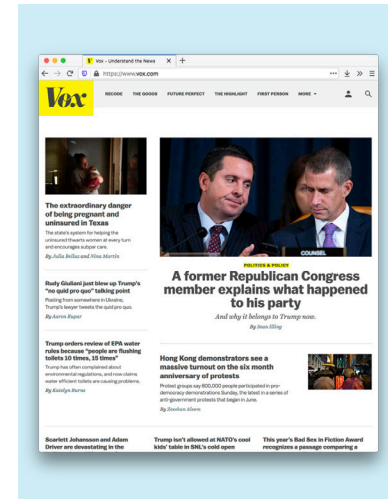 Vox - Understand the News
https://www.vox.com
Vox
RECODE THE GOODS FUTURE PERFECT THE HIGHLIGHT FIRST PERSON MORE
The extraordinary danger
of being pregnant and
uninsured in Texas
The state's system for helping the
uninsured thwarts women at every turn
and encourages subpar care.
By Julia Belluz and Nina Martin
Rudy Giuliani just blew up Trump's
"no quid pro quo" talking point
Posting from somewhere in Ukraine,
Trump's lawyer tweets the quid pro quo.
By Aaron Rupar
Trump orders review of EPA water
rules because "people are flushing
toilets 10 times, 15 times"
Trump has often complained about
environmental regulations, and now claims
water efficient toilets are causing problems.
By Katelyn Burns
COUNSEL
POLITICS & POLICY
A former Republican Congress
member explains what happened
to his party
And why it belongs to Trump now.
By Sean Illing
Hong Kong demonstrators see a
massive turnout on the six month
anniversary of protests
Protest groups say 800,000 people participated in pro-
democracy demonstrations Sunday, the latest in a series of
anti-government protests that began in June.
By Zeeshan Aleem
Scarlett Johansson and Adam
Driver are devastating in the
Trump isn't allowed at NATO's cool
kids' table in SNL's cold open
This year's Bad Sex in Fiction Award
recognizes a passage comparing a